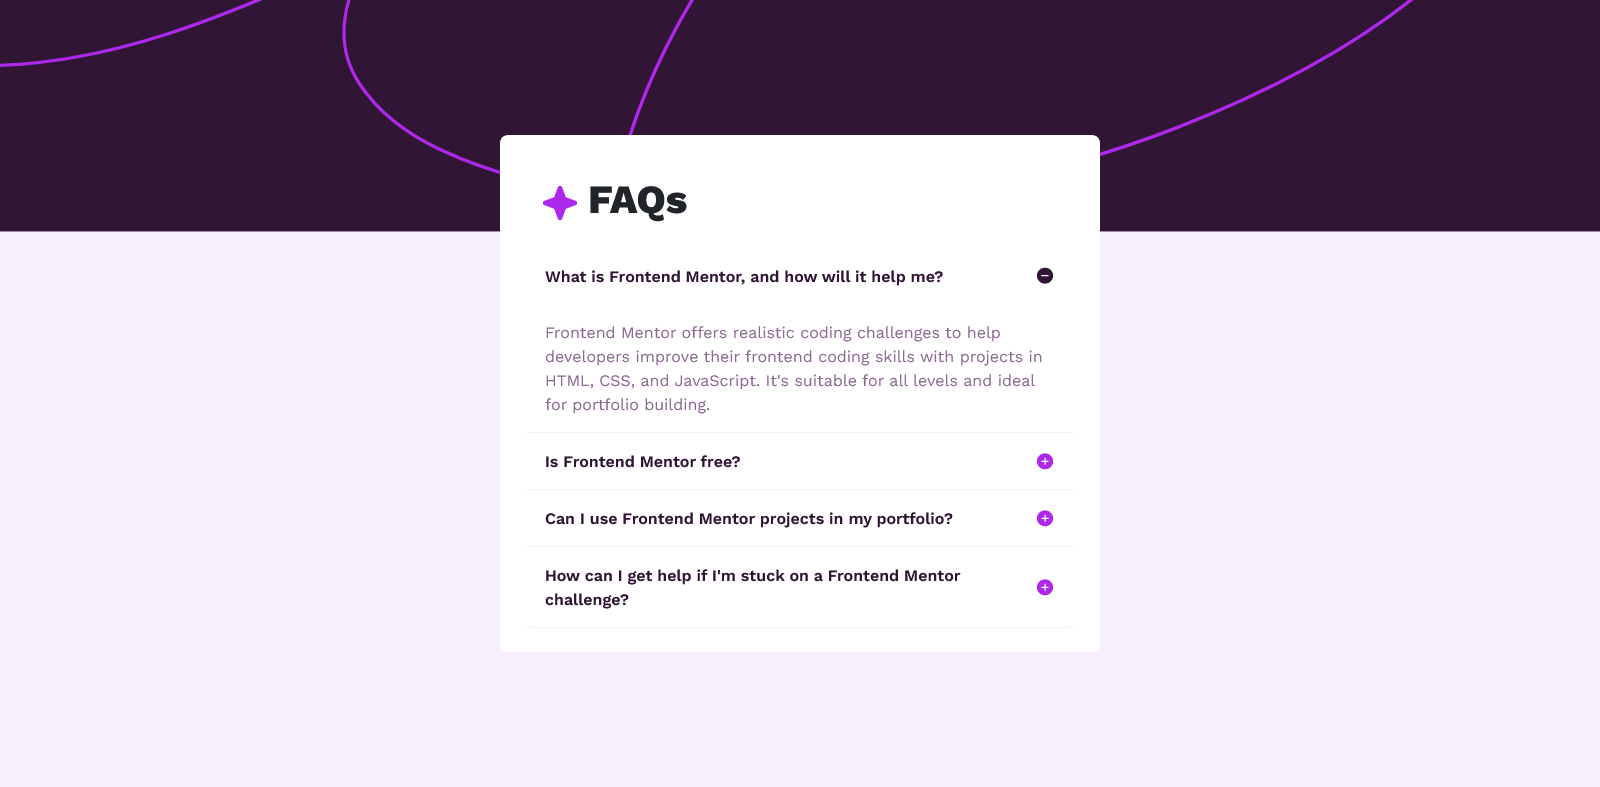 FAQs
What is Frontend Mentor, and how will it help me?
Frontend Mentor offers realistic coding challenges to help
developers improve their frontend coding skills with projects in
HTML, CSS, and JavaScript. It's suitable for all levels and ideal
for portfolio building.
Is Frontend Mentor free?
Can I use Frontend Mentor projects in my portfolio?
How can I get help if I'm stuck on a Frontend Mentor
challenge?